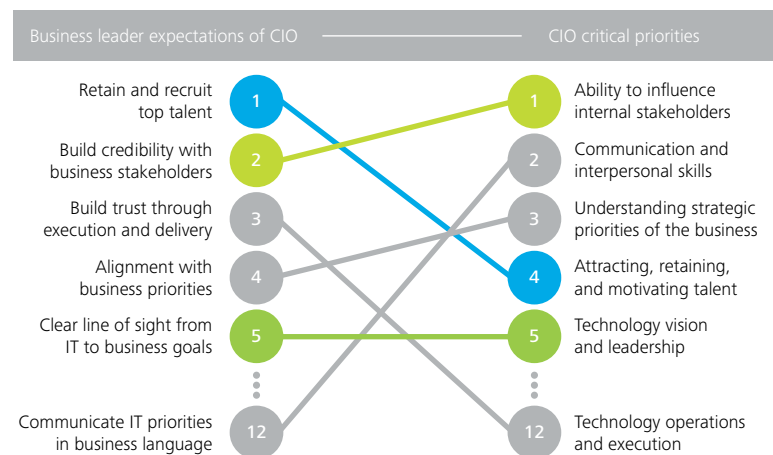 Business leader expectations of CIO
CIO critical priorities
Retain and recruit
top talent
1
1
Ability to influence
internal stakeholders
Build credibility with
business stakeholders
2
2
Communication and
interpersonal skills
Build trust through
execution and delivery
3
3
Understanding strategic
priorities of the business
Alignment with
business priorities
4
4
Attracting, retaining,
and motivating talent
Clear line of sight from
IT to business goals
5
5
Technology vision
and leadership
Communicate IT priorities
in business language
12
12
Technology operations
and execution